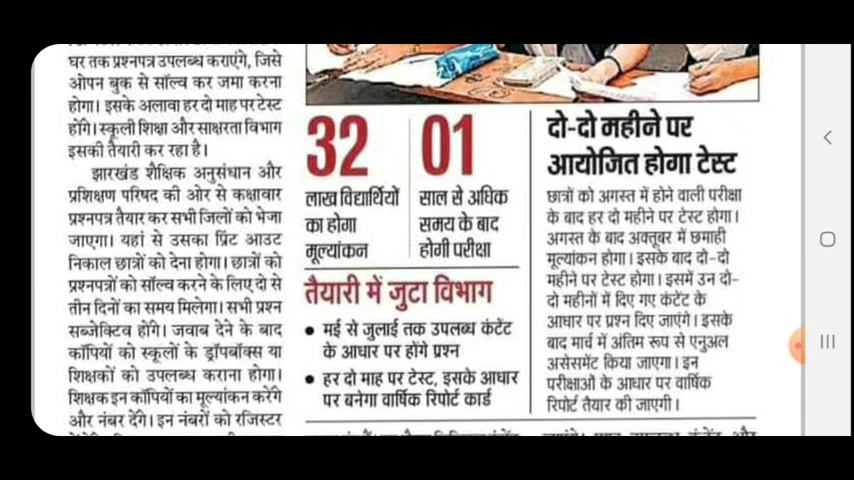 घर तक प्रश्नपत्र उपलब्ध कराएंगे, जिसे
ओपन बुक से सॉल्व कर जमा करना
होगा। इसके अलावा हर दो माह पर टेस्ट
होंगे। स्कूली शिक्षा और साक्षरता विभाग
इसकी तैयारी कर रहा है।
झारखंड शैक्षिक अनुसंधान और
प्रशिक्षण परिषद की ओर से कक्षावार
प्रश्नपत्र तैयार कर सभी जिलों को भेजा
जाएगा। यहां से उसका प्रिंट आउट
निकाल छात्रों को देना होगा। छात्रों को
प्रश्नपत्रों को सॉल्व करने के लिए दो से
तीन दिनों का समय मिलेगा। सभी प्रश्न
सब्जेक्टिव होंगे। जवाब देने के बाद
कॉपियों को स्कूलों के ड्रॉपबॉक्स या
शिक्षकों को उपलब्ध कराना होगा।
शिक्षक इन कॉपियों का मूल्यांकन करेंगे
और नंबर देंगे। इन नंबरों को रजिस्टर
32
लाख विद्यार्थियों
का होगा
मूल्यांकन
01
साल से अधिक
समय के बाद
होगी परीक्षा
तैयारी में जुटा विभाग
● मई से जुलाई तक उपलब्ध कंटेंट
के आधार पर होंगे प्रश्न
● हर दो माह पर टेस्ट, इसके आधार
पर बनेगा वार्षिक रिपोर्ट कार्ड
दो-दो महीने पर
आयोजित होगा टेस्ट
छात्रों को अगस्त में होने वाली परीक्षा
के बाद हर दो महीने पर टेस्ट होगा।
अगस्त के बाद अक्तूबर में छमाही
मूल्यांकन होगा। इसके बाद दो-दो
महीने पर टेस्ट होगा। इसमें उन दो-
दो महीनों में दिए गए कंटेंट के
आधार पर प्रश्न दिए जाएंगे। इसके
बाद मार्च में अंतिम रूप से एनुअल
असेसमेंट किया जाएगा। इन
परीक्षाओं के आधार पर वार्षिक
रिपोर्ट तैयार की जाएगी।